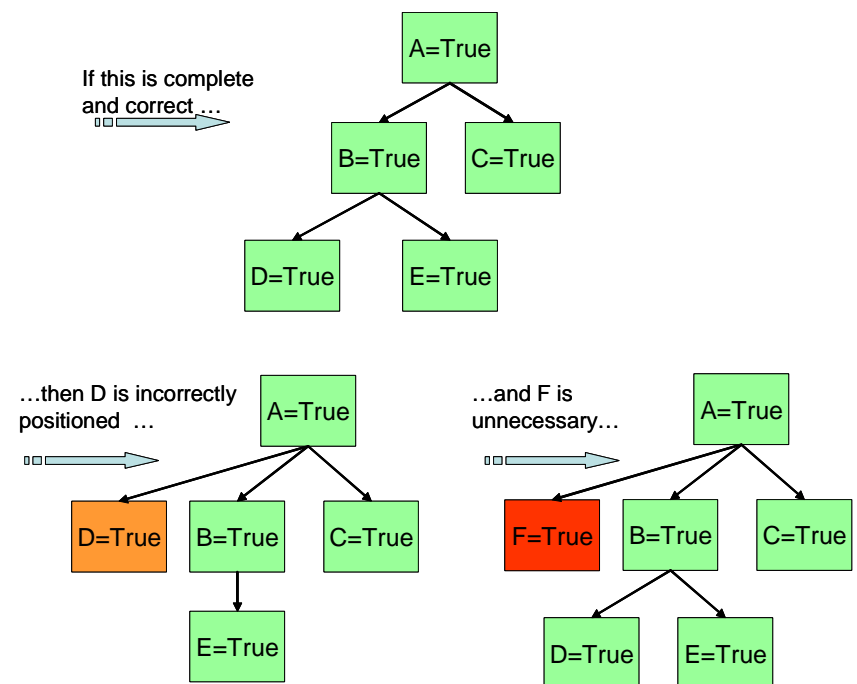 A=True
If this is complete
and correct …
B=True
C=True
D=True
E=True
…then D is incorrectly
positioned …
A=True
D=True
B=True
C=True
E=True
…and F is
unnecessary…
A=True
F=True
B=True
C=True
D=True
E=True